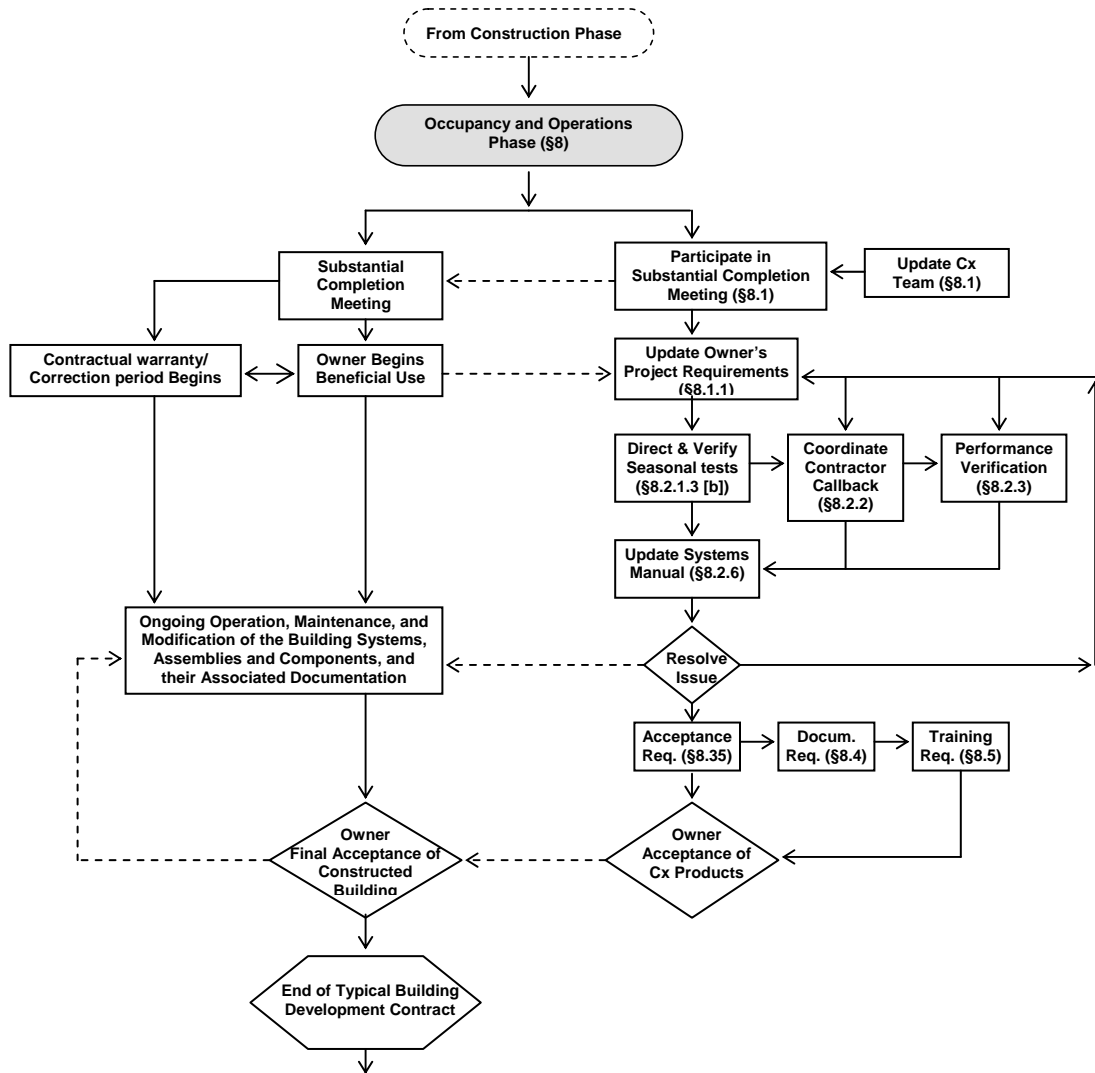 From Construction Phase
Occupancy and Operations
Phase (§8)
Substantial
Completion
Meeting
Participate in
Substantial Completion
Meeting (§8.1)
Update Cx
Team (§8.1)
Contractual warranty/
Correction period Begins
Owner Begins
Beneficial Use
Update Owner's
Project Requirements
(§8.1.1)
Direct & Verify
Seasonal tests
(§8.2.1.3 [b])
Coordinate
Contractor
Callback
(§8.2.2)
Performance
Verification
(§8.2.3)
Update Systems
Manual (§8.2.6)
Ongoing Operation, Maintenance, and
Modification of the Building Systems,
Assemblies and Components, and
their Associated Documentation
Resolve
Issue
Acceptance
Req. (§8.35)
Docum.
Req. (§8.4)
Training
Req. (§8.5)
Owner
Final Acceptance of
Constructed
Building
Owner
Acceptance of
Cx Products
End of Typical Building
Development Contract